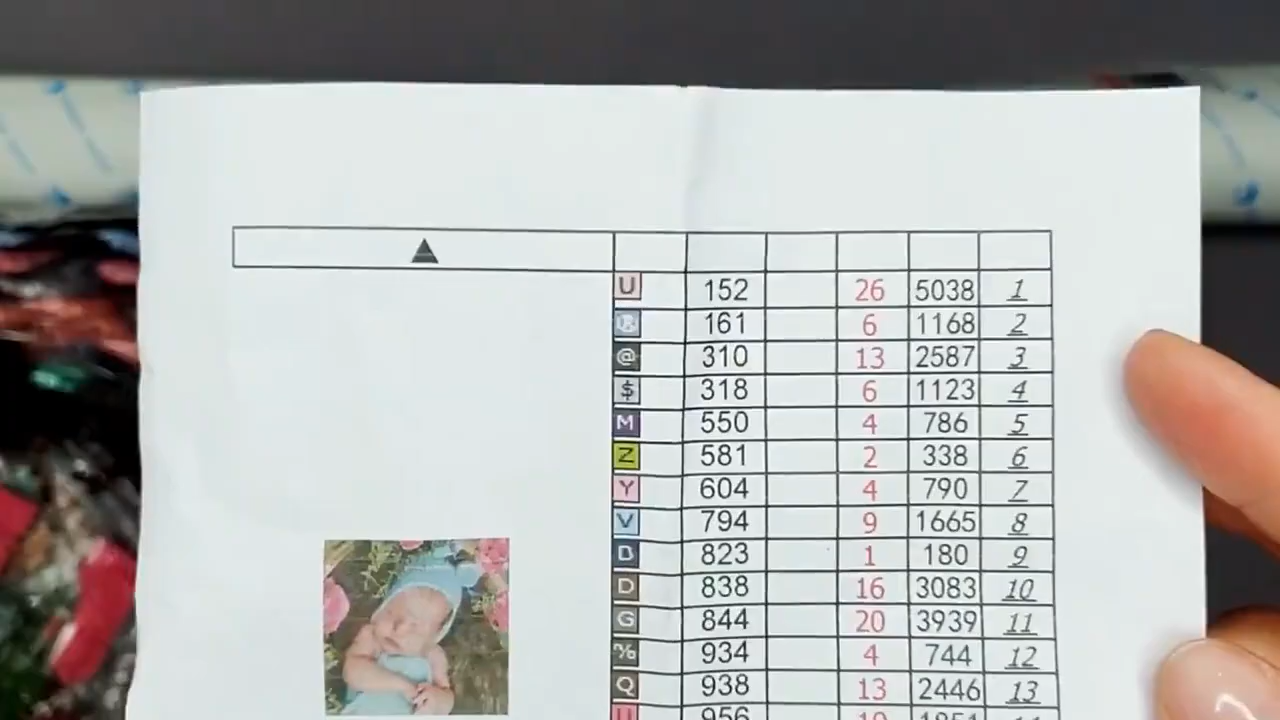 ▲
U 152 26 5038 1
161 6 1168 2
@ 310 13 2587 3
$ 318 6 1123 4
M 550 4 786 5
Z 581 2 338 6
Y 604 4 790 7
V 794 9 1665 8
B 823 1 180 9
D 838 16 3083 10
G 844 20 3939 11
% 934 4 744 12
Q 938 13 2446 13
956